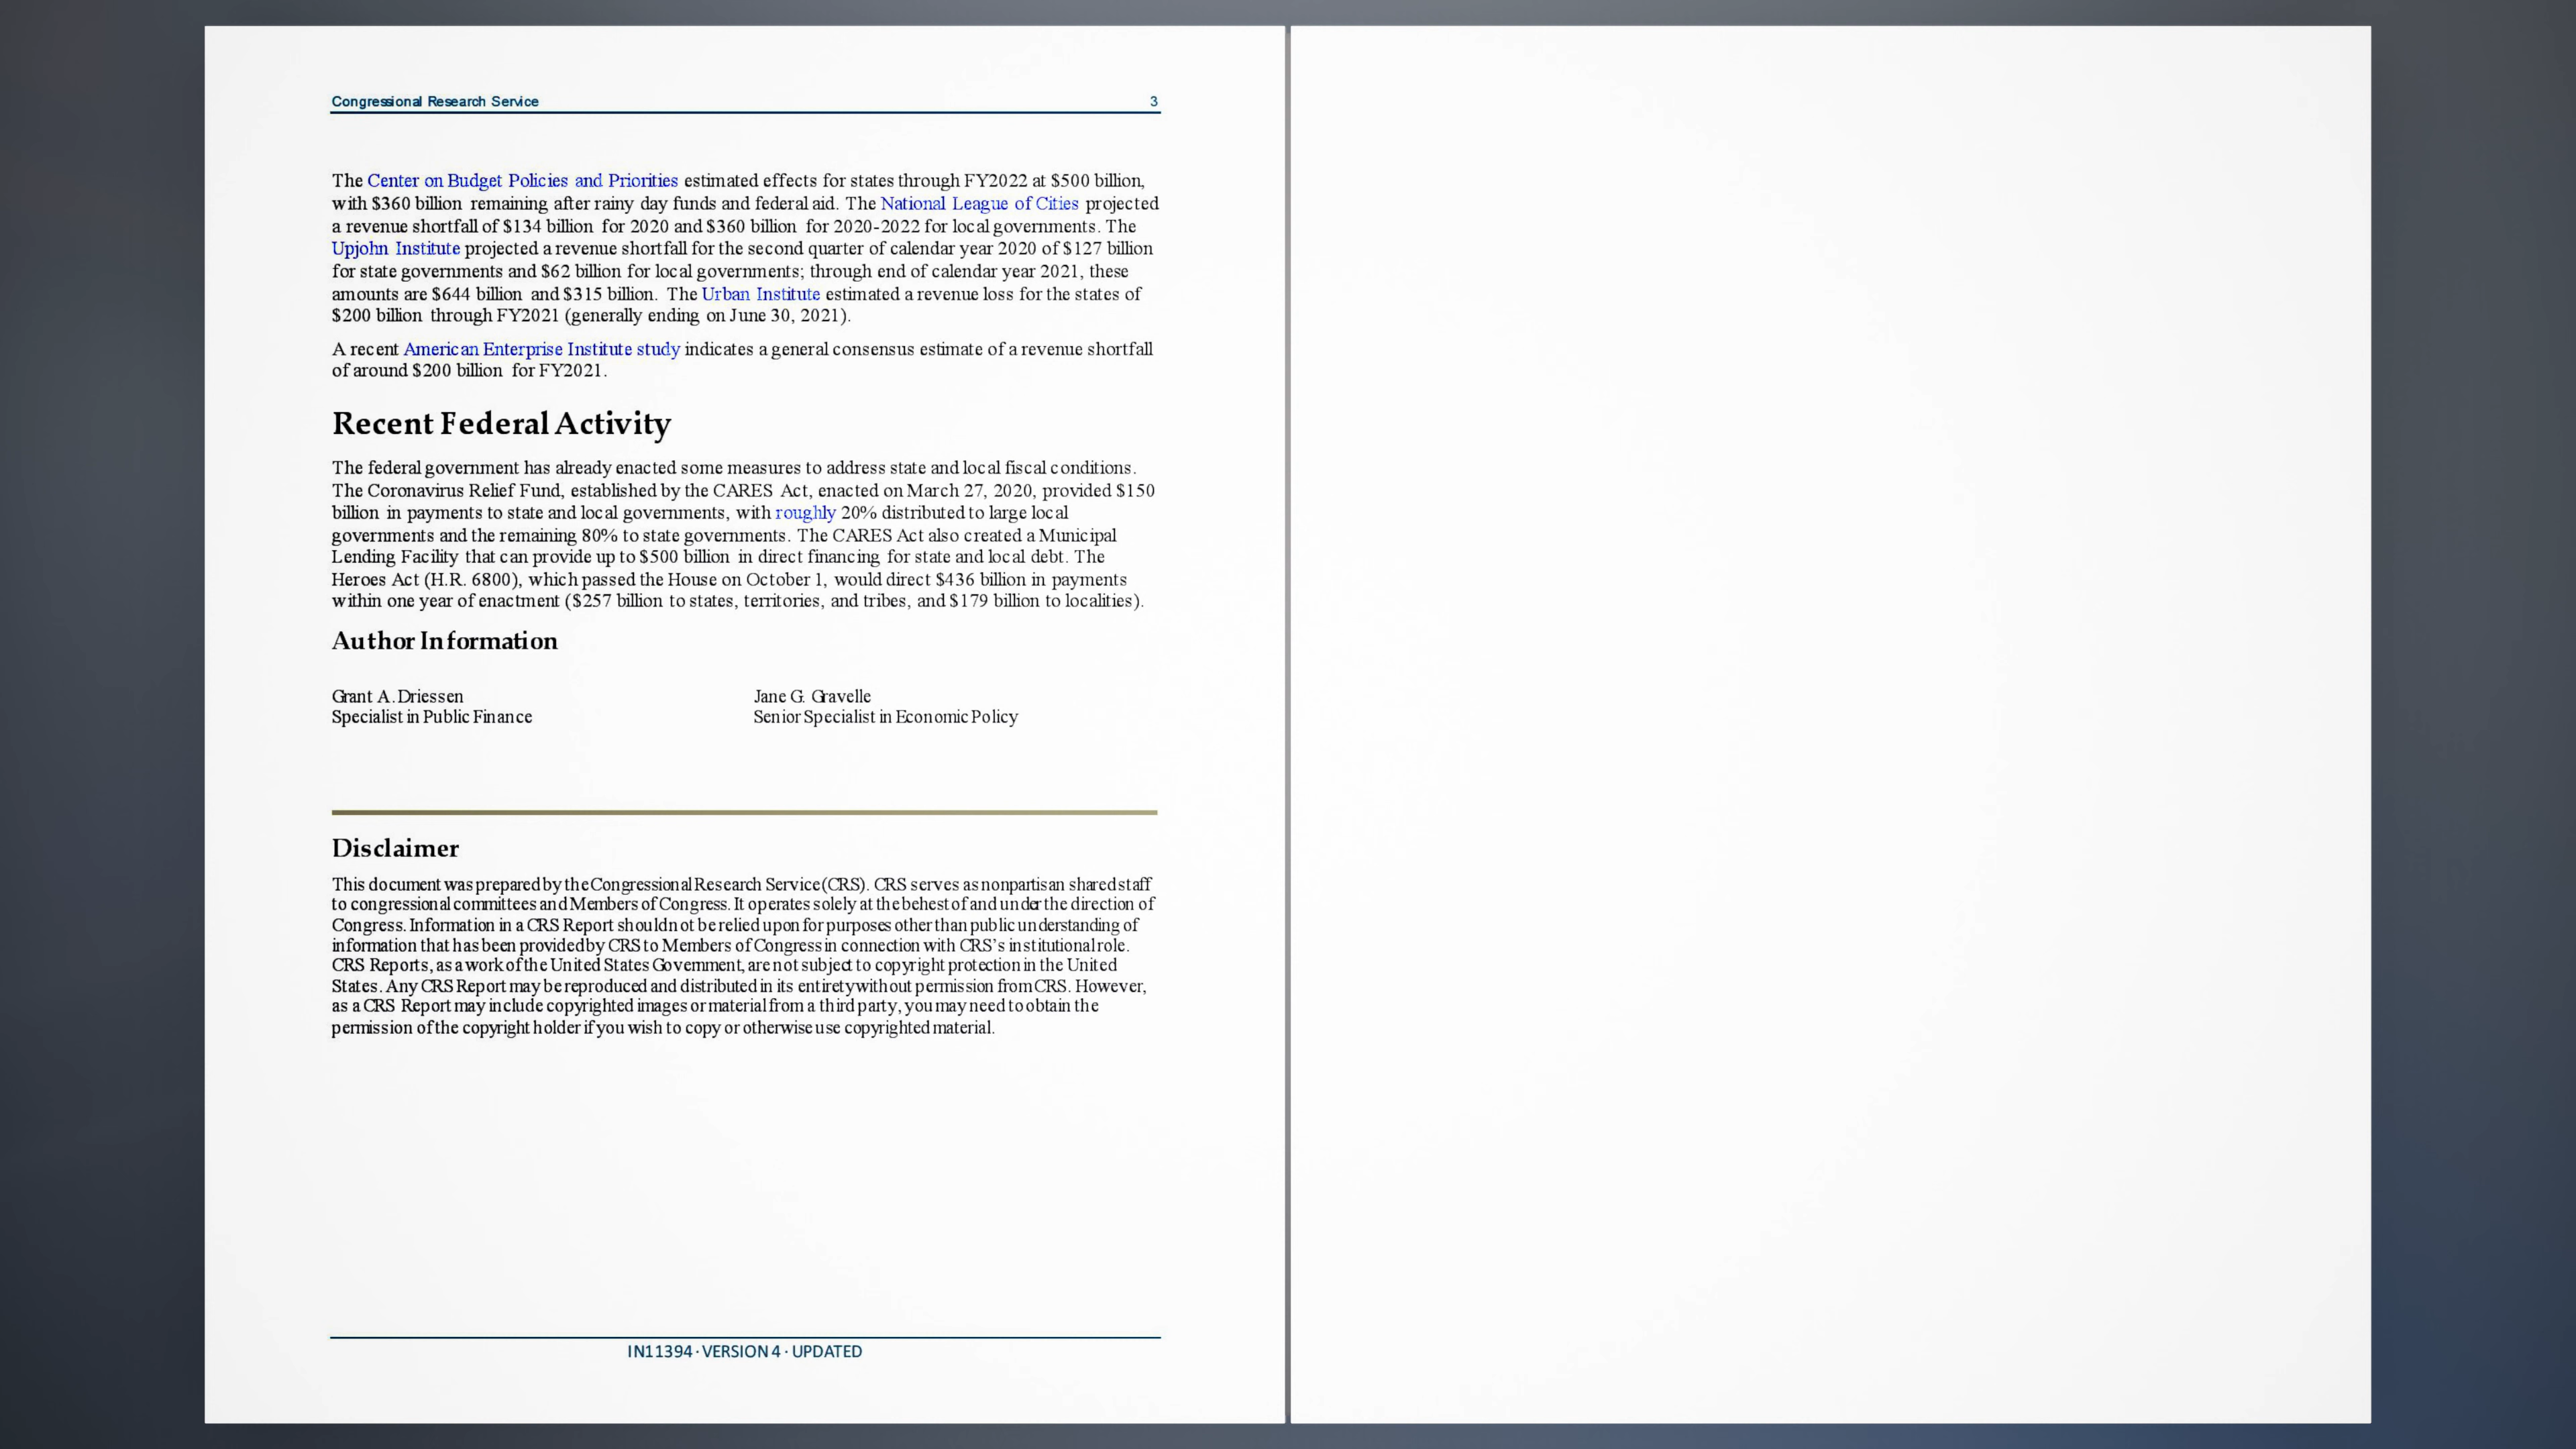 Congressional Research Service 3
The Center on Budget Policies and Priorities estimated effects for states through FY2022 at $500 billion,
with $360 billion remaining after rainy day funds and federal aid. The National League of Cities projected
a revenue shortfall of $134 billion for 2020 and $360 billion for 2020-2022 for local governments. The
Upjohn Institute projected a revenue shortfall for the second quarter of calendar year 2020 of $127 billion
for state governments and $62 billion for local governments; through end of calendar year 2021, these
amounts are $644 billion and $315 billion. The Urban Institute estimated a revenue loss for the states of
$200 billion through FY2021 (generally ending on June 30, 2021).
A recent American Enterprise Institute study indicates a general consensus estimate of a revenue shortfall
of around $200 billion for FY2021.
Recent Federal Activity
The federal government has already enacted some measures to address state and local fiscal conditions.
The Coronavirus Relief Fund, established by the CARES Act, enacted on March 27, 2020, provided $150
billion in payments to state and local governments, with roughly 20% distributed to large local
governments and the remaining 80% to state governments. The CARES Act also created a Municipal
Lending Facility that can provide up to $500 billion in direct financing for state and local debt. The
Heroes Act (H.R. 6800), which passed the House on October 1, would direct $436 billion in payments
within one year of enactment ($257 billion to states, territories, and tribes, and $179 billion to localities).
Author Information
Grant A. Driessen Jane G. Gravelle
Specialist in Public Finance Senior Specialist in Economic Policy
Disclaimer
This document was prepared by the Congressional Research Service (CRS). CRS serves as nonpartisan shared staff
to congressional committees and Members of Congress. It operates solely at the behest of and under the direction of
Congress. Information in a CRS Report should not be relied upon for purposes other than public understanding of
information that has been provided by CRS to Members of Congress in connection with CRS's institutional role.
CRS Reports, as a work of the United States Government, are not subject to copyright protection in the United
States. Any CRS Report may be reproduced and distributed in its entirety without permission from CRS. However,
as a CRS Report may include copyrighted images or material from a third party, you may need to obtain the
permission of the copyright holder if you wish to copy or otherwise use copyrighted material.
IN11394 · VERSION 4 · UPDATED